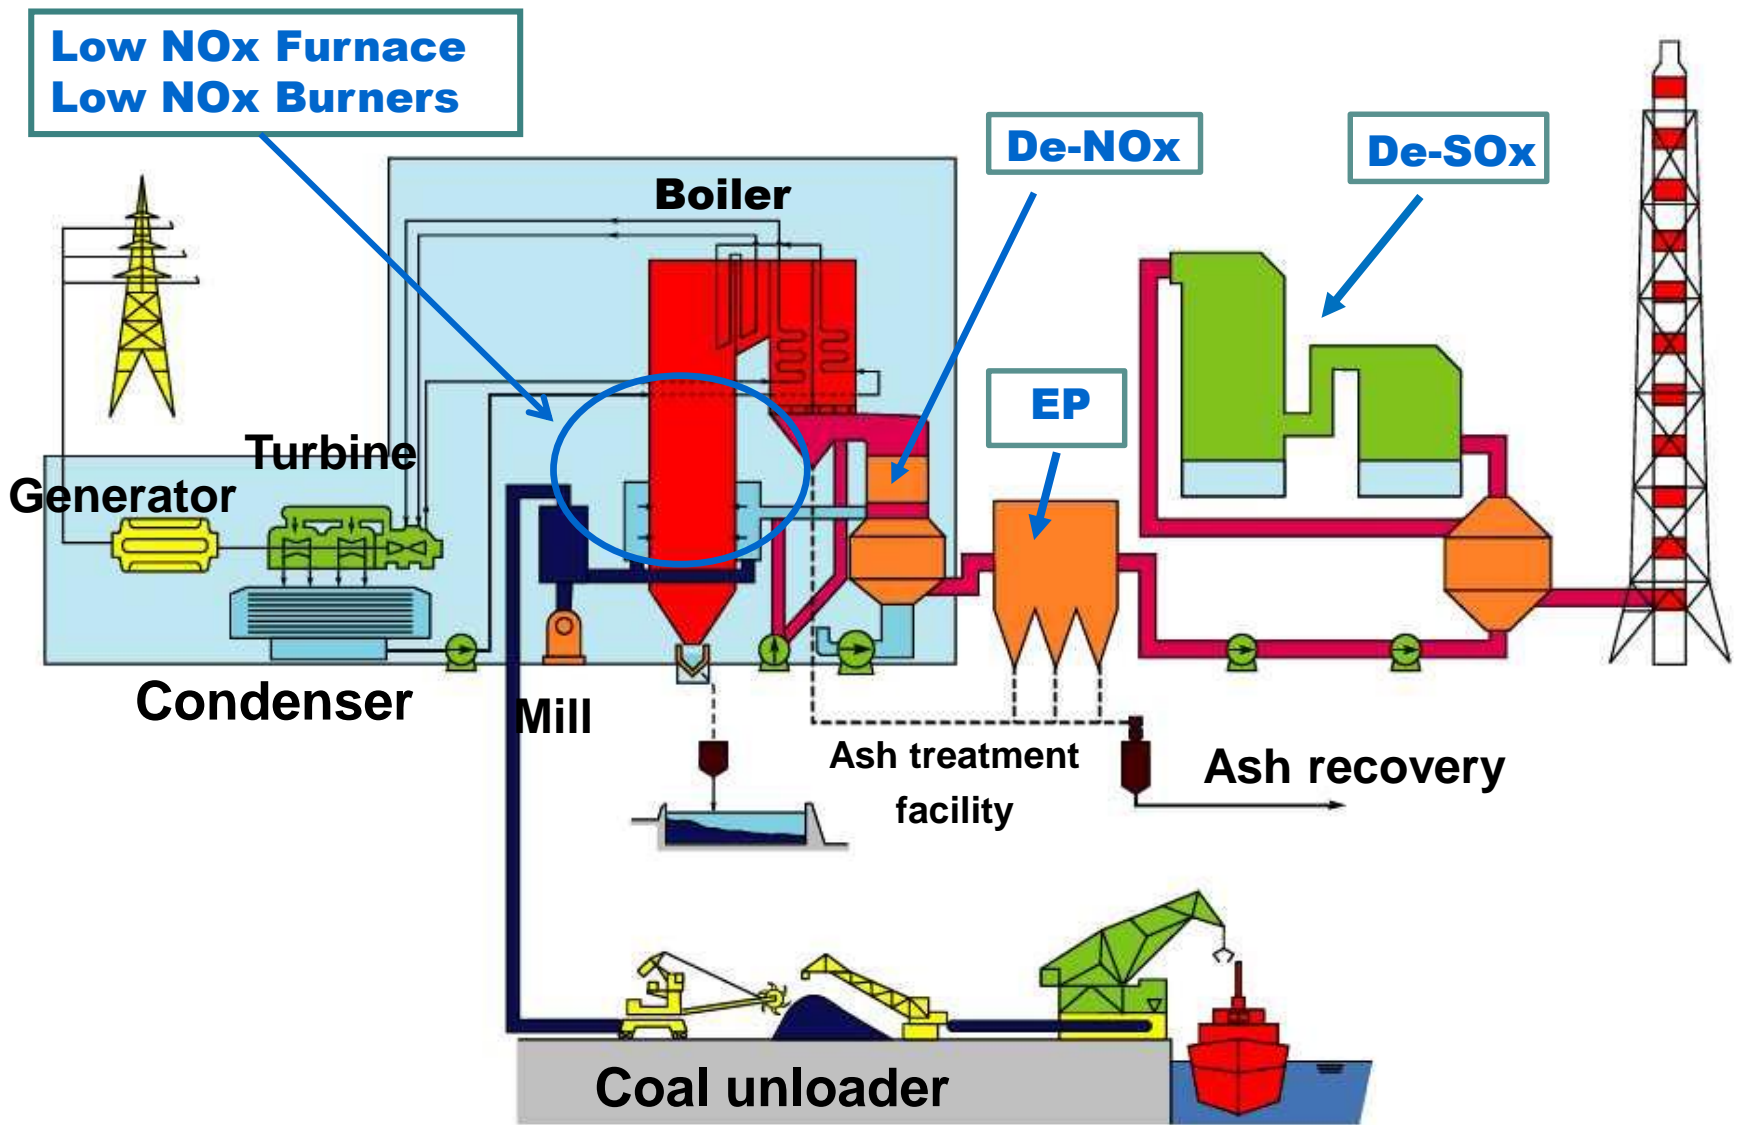 Low NOx Furnace
Low NOx Burners
De-NOx
De-SOx
Boiler
EP
Turbine
Generator
Condenser
Mill
Ash treatment
facility
Ash recovery
Coal unloader